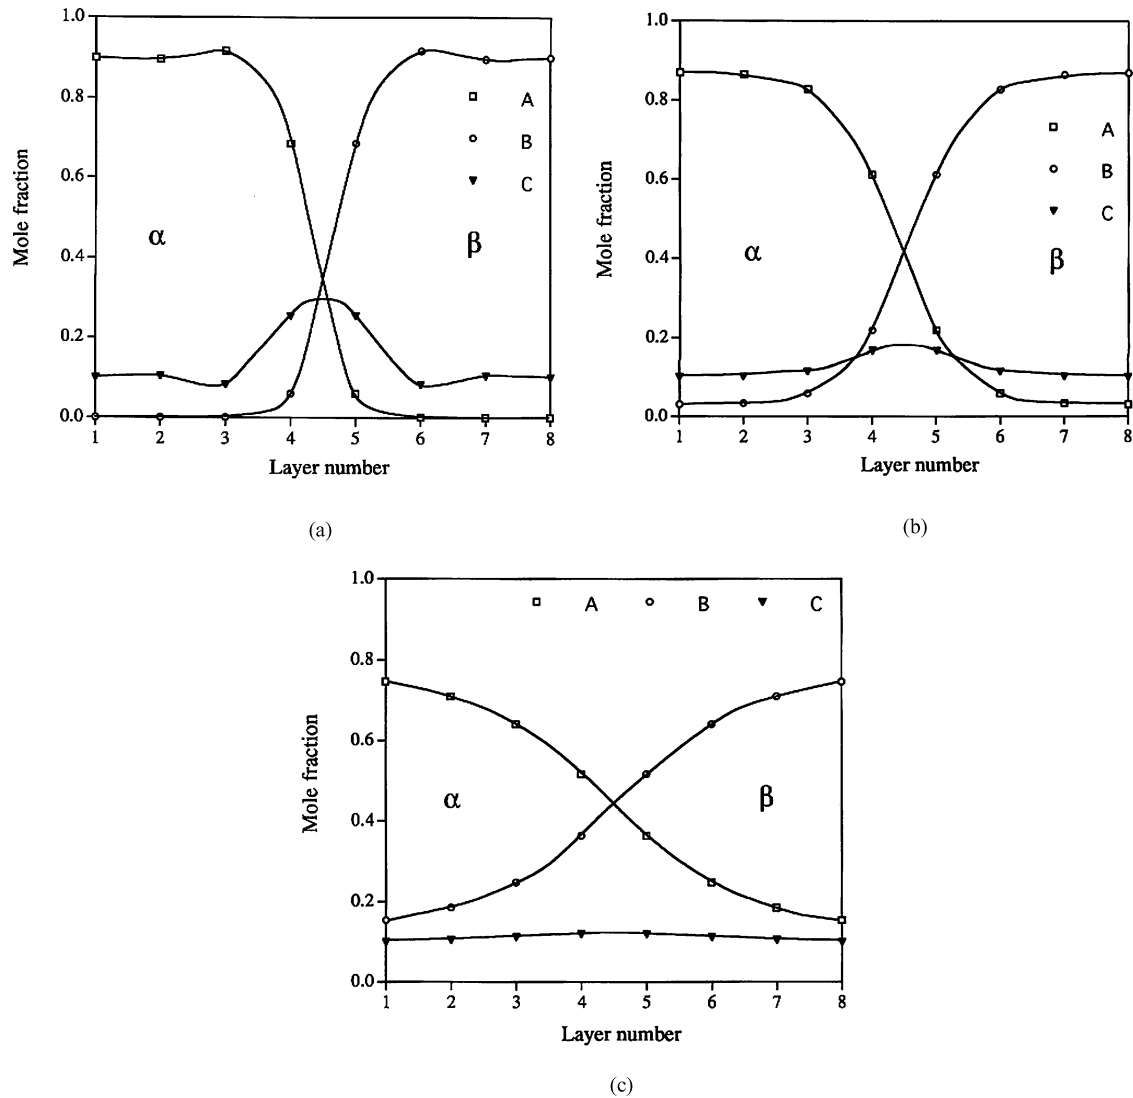 1.0
0.8
0.6
0.4
0.2
0.0
Mole fraction
A
B
C
α
β
1 2 3 4 5 6 7 8
Layer number
(a)
1.0
0.8
0.6
0.4
0.2
0.0
Mole fraction
A
B
C
α
β
1 2 3 4 5 6 7 8
Layer number
(b)
1.0
0.8
0.6
0.4
0.2
0.0
Mole fraction
A B C
α
β
1 2 3 4 5 6 7 8
Layer number
(c)